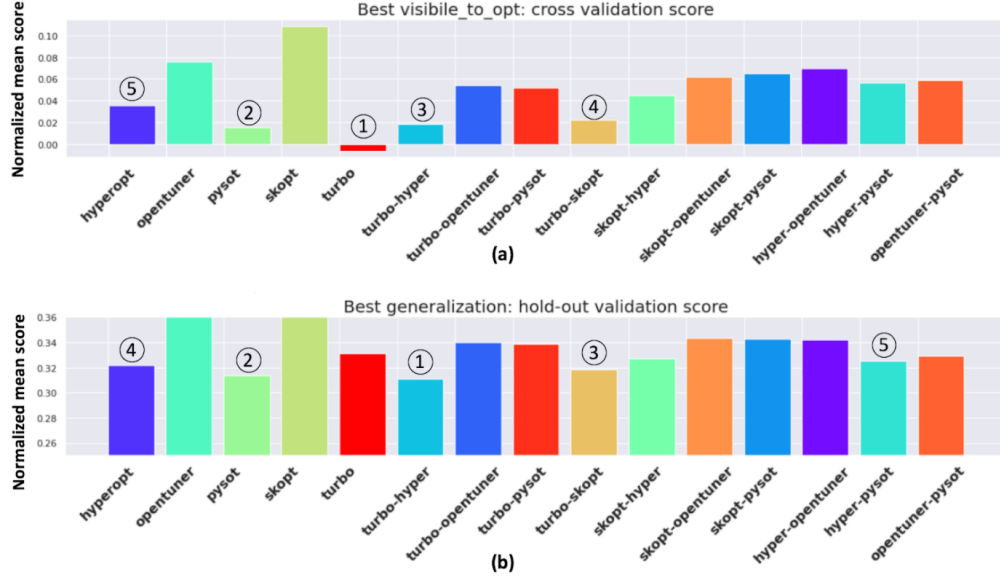 Best visibile_to_opt: cross validation score
Normalized mean score
0.10
0.08
0.06
0.04
0.02
0.00
5
2
1
3
4
hyperopt
opentuner
pysot
skopt
turbo
turbo-hyper
turbo-opentuner
turbo-pysot
turbo-skopt
skopt-hyper
skopt-opentuner
skopt-pysot
hyper-opentuner
hyper-pysot
opentuner-pysot
(a)
Best generalization: hold-out validation score
Normalized mean score
0.36
0.34
0.32
0.30
0.28
0.26
4
2
1
3
5
hyperopt
opentuner
pysot
skopt
turbo
turbo-hyper
turbo-opentuner
turbo-pysot
turbo-skopt
skopt-hyper
skopt-opentuner
skopt-pysot
hyper-opentuner
hyper-pysot
opentuner-pysot
(b)